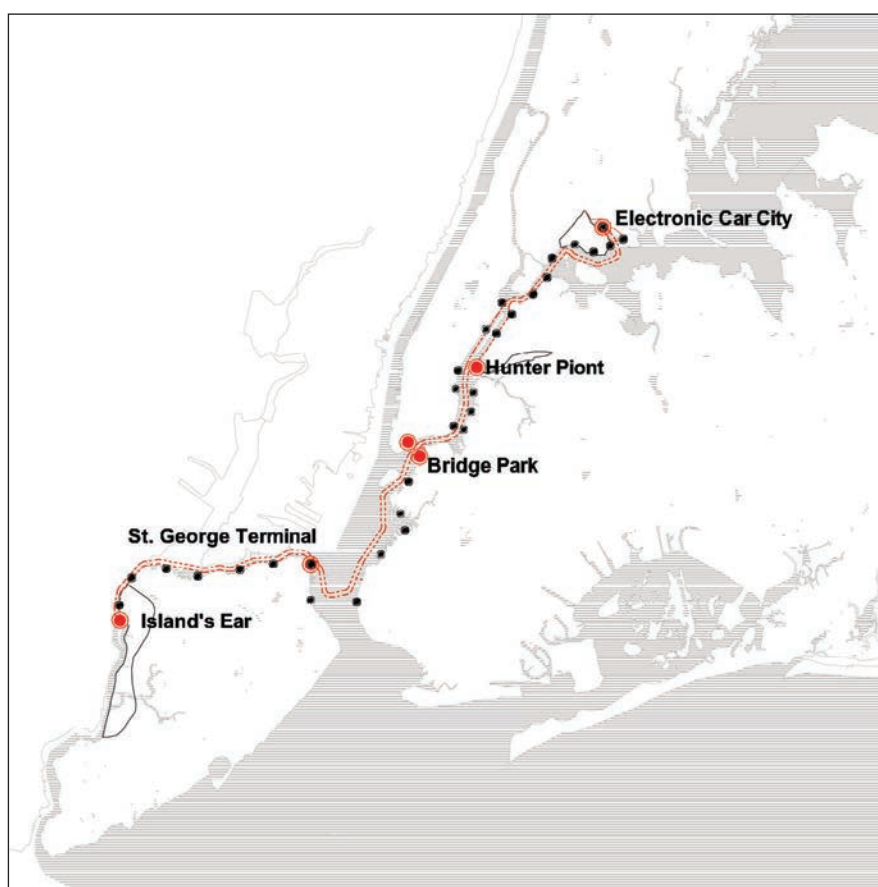 Electronic Car City
Hunter Piont
Bridge Park
St. George Terminal
Island's Ear